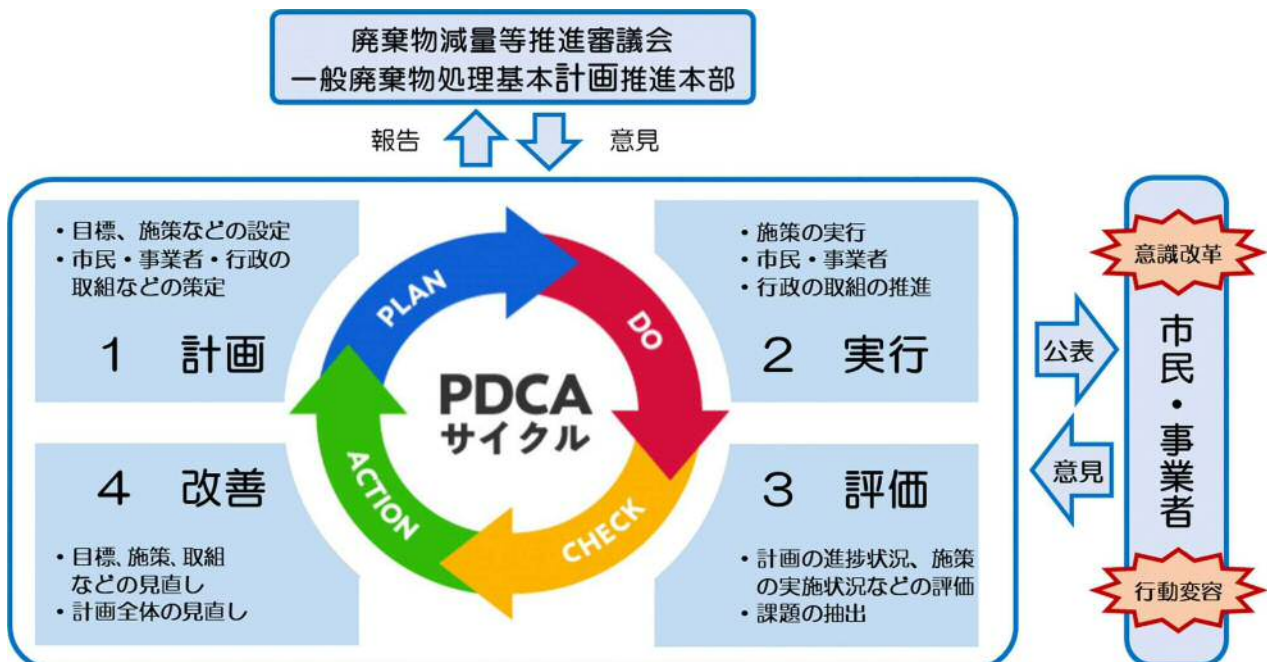 廃棄物減量等推進審議会
一般廃棄物処理基本計画推進本部
報告
意見
・目標、施策などの設定
・市民・事業者・行政の
取組などの策定
1 計画
・施策の実行
・市民・事業者
・行政の取組の推進
2 実行
PLAN
DO
PDCA
サイクル
ACTION
CHECK
4 改善
・目標、施策、取組
などの見直し
・計画全体の見直し
3 評価
・計画の進捗状況、施策
の実施状況などの評価
・課題の抽出
公表
意見
意識改革
市民・事業者
行動変容